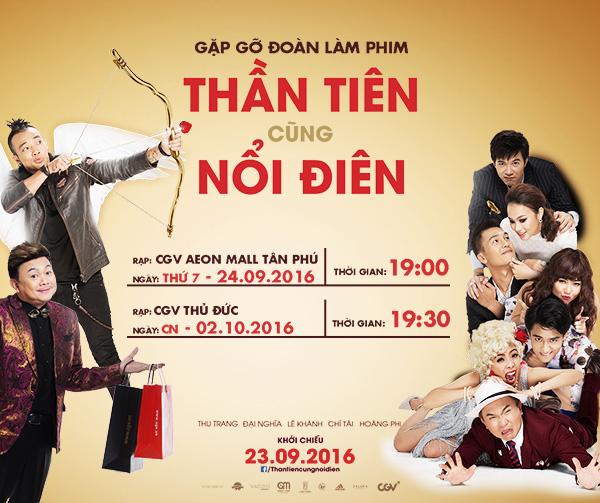 GẶP GỠ ĐOÀN LÀM PHIM
THẦN TIÊN
CÙNG
NỔI ĐIÊN
RẠP: CGV AEON MALL TÂN PHÚ
NGÀY: THỨ 7 - 24.09.2016
THỜI GIAN: 19:00
RẠP: CGV THỦ ĐỨC
NGÀY: CN - 02.10.2016
THỜI GIAN: 19:30
THU TRANG ĐẠI NGHĨA LÊ KHÁNH CHÍ TÀI HOÀNG PHI
KHỞI CHIẾU
23.09.2016
/Thantiencungnoidien
CGV